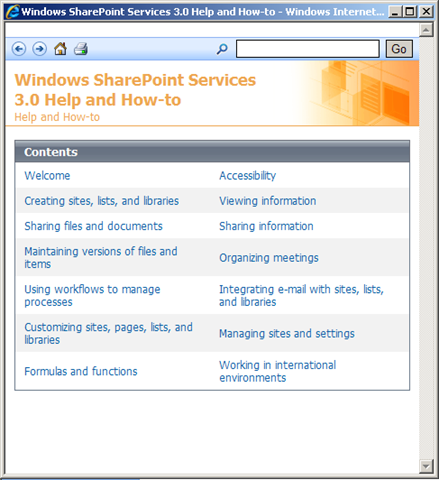 Windows SharePoint Services 3.0 Help and How-to - Windows Internet...
Go
Windows SharePoint Services
3.0 Help and How-to
Help and How-to
Contents
Welcome
Accessibility
Creating sites, lists, and libraries
Viewing information
Sharing files and documents
Sharing information
Maintaining versions of files and
items
Organizing meetings
Using workflows to manage
processes
Integrating e-mail with sites, lists,
and libraries
Customizing sites, pages, lists, and
libraries
Managing sites and settings
Formulas and functions
Working in international
environments